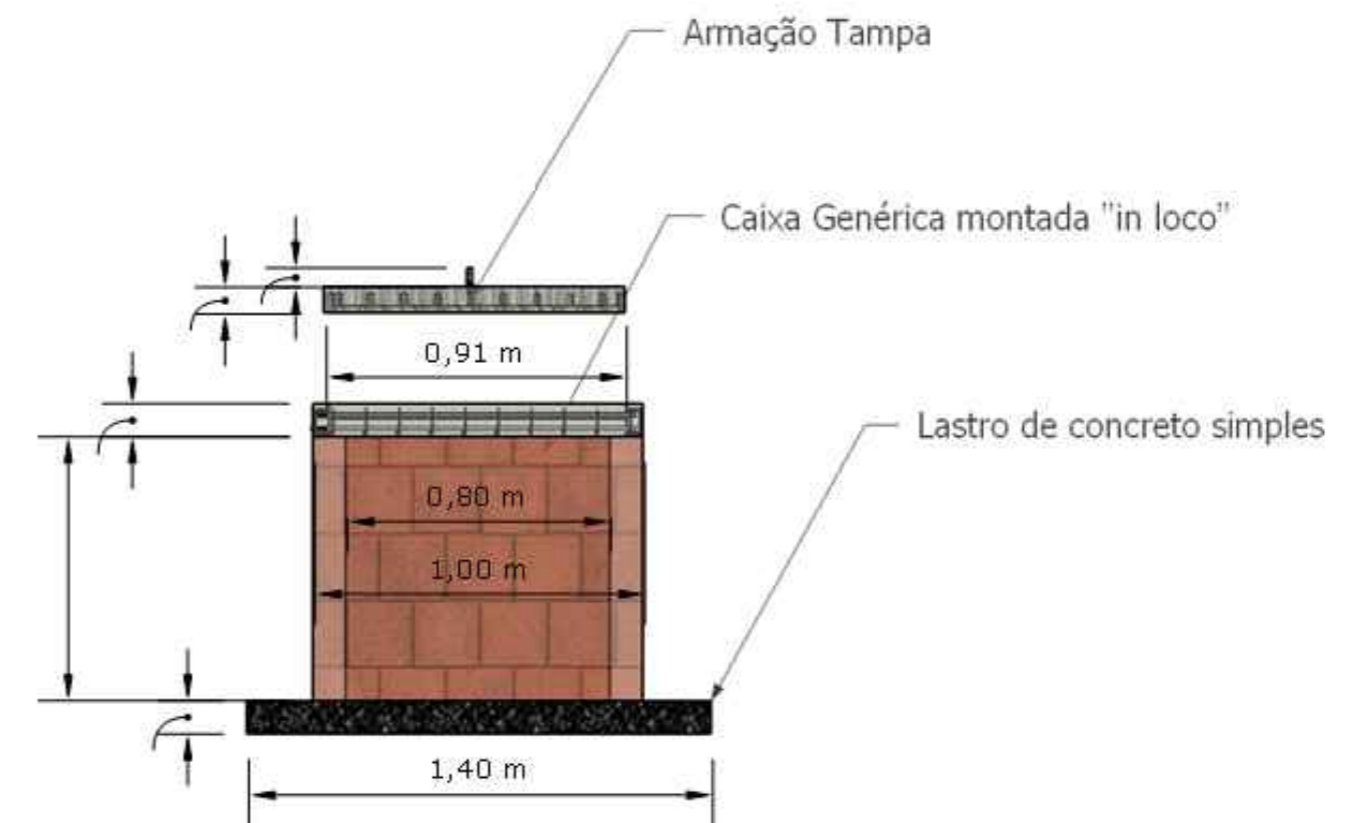 Armação Tampa
Caixa Genérica montada "in loco"
0,91 m
Lastro de concreto simples
0,80 m
1,00 m
1,40 m